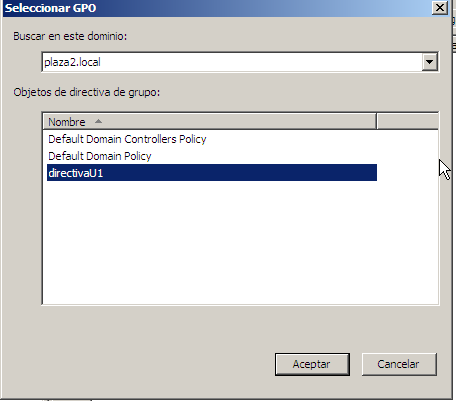 Seleccionar GPO
Buscar en este dominio:
plaza2.local
Objetos de directiva de grupo:
Nombre
Default Domain Controllers Policy
Default Domain Policy
directivaU1
Aceptar
Cancelar